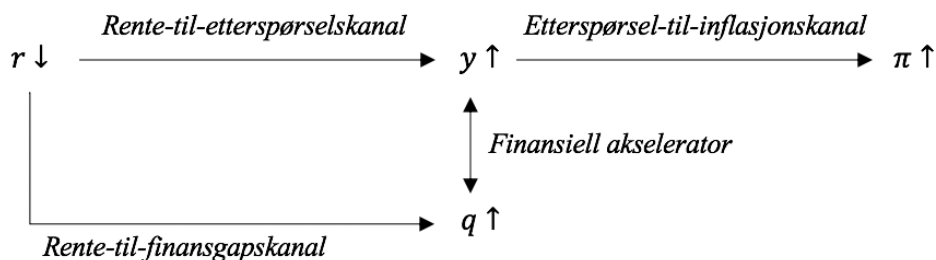 Rente-til-etterspørselskanal
Etterspørsel-til-inflasjonskanal
r ↓
y ↑
π ↑
Finansiell akselerator
q ↑
Rente-til-finansgapskanal